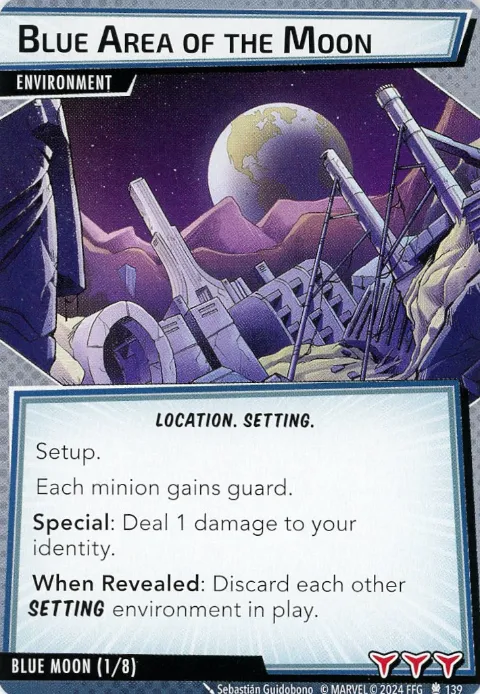 BLUE AREA OF THE MOON
ENVIRONMENT
LOCATION. SETTING.
Setup.
Each minion gains guard.
Special: Deal 1 damage to your
identity.
When Revealed: Discard each other
SETTING environment in play.
BLUE MOON (1/8)
Sebastián Guidobono © MARVEL © 2024 FFG 139